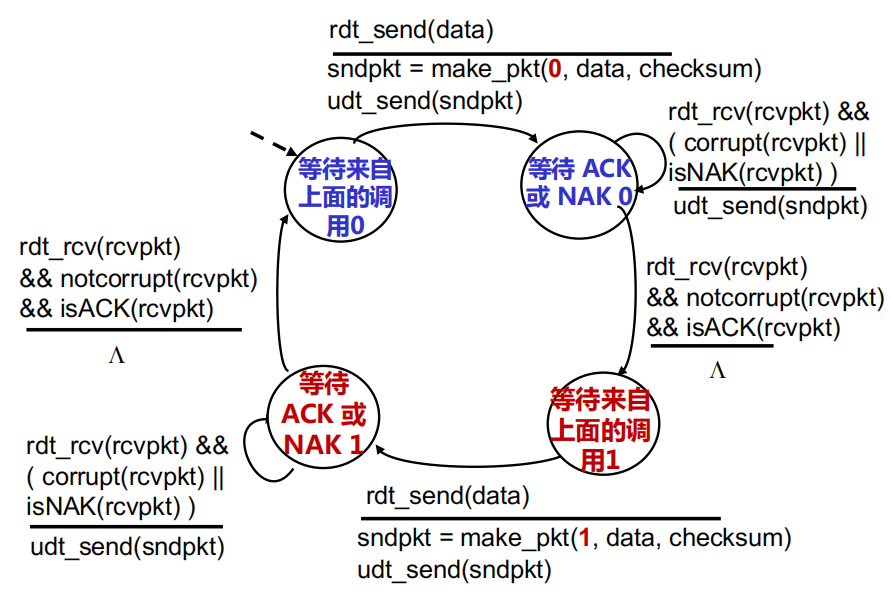 rdt_send(data)
sndpkt = make_pkt(0, data, checksum)
udt_send(sndpkt)
等待来自
上面的调
用0
等待 ACK
或 NAK 0
rdt_rcv(rcvpkt) &&
( corrupt(rcvpkt) ||
isNAK(rcvpkt) )
udt_send(sndpkt)
rdt_rcv(rcvpkt)
&& notcorrupt(rcvpkt)
&& isACK(rcvpkt)
Λ
rdt_rcv(rcvpkt)
&& notcorrupt(rcvpkt)
&& isACK(rcvpkt)
Λ
等待
ACK 或
NAK 1
等待来自
上面的调
用1
rdt_rcv(rcvpkt) &&
( corrupt(rcvpkt) ||
isNAK(rcvpkt) )
udt_send(sndpkt)
rdt_send(data)
sndpkt = make_pkt(1, data, checksum)
udt_send(sndpkt)